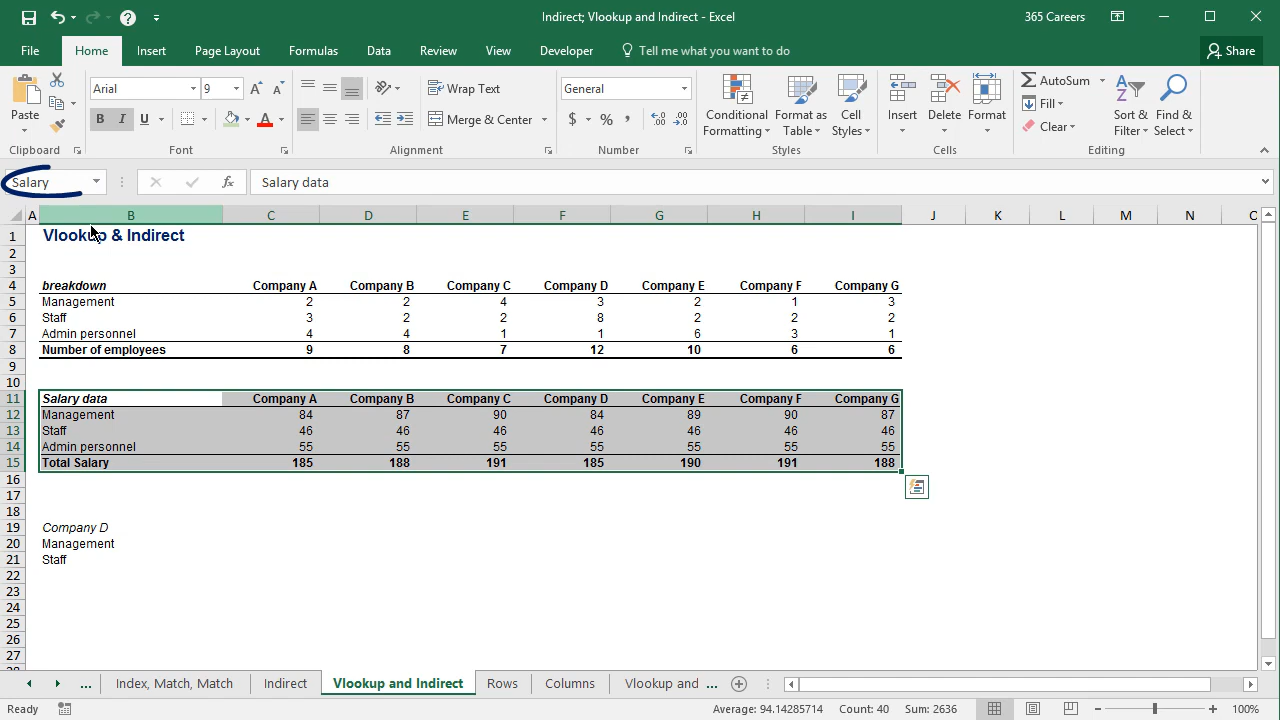 Indirect; Vlookup and Indirect - Excel
365 Careers
File Home Insert Page Layout Formulas Data Review View Developer Tell me what you want to do Share
Paste
Clipboard
Arial 9
B I U A
Font
Wrap Text
Merge & Center
Alignment
General
$ % ,
Number
Conditional Formatting
Format as Table
Cell Styles
Styles
Insert Delete Format
Cells
AutoSum
Fill
Clear
Sort & Filter
Find & Select
Editing
Salary fx Salary data
A B C D E F G H I J K L M N O
1 Vlookup & Indirect
2
3
4 breakdown Company A Company B Company C Company D Company E Company F Company G
5 Management 2 2 4 3 2 1 3
6 Staff 3 2 2 8 2 2 2
7 Admin personnel 4 4 1 1 6 3 1
8 Number of employees 9 8 7 12 10 6 6
9
10
11 Salary data Company A Company B Company C Company D Company E Company F Company G
12 Management 84 87 90 84 89 90 87
13 Staff 46 46 46 46 46 46 46
14 Admin personnel 55 55 55 55 55 55 55
15 Total Salary 185 188 191 185 190 191 188
16
17
18
19 Company D
20 Management
21 Staff
22
23
24
25
26
27
28
... Index, Match, Match Indirect Vlookup and Indirect Rows Columns Vlookup and ...
Ready Average: 94.14285714 Count: 40 Sum: 2636 100%